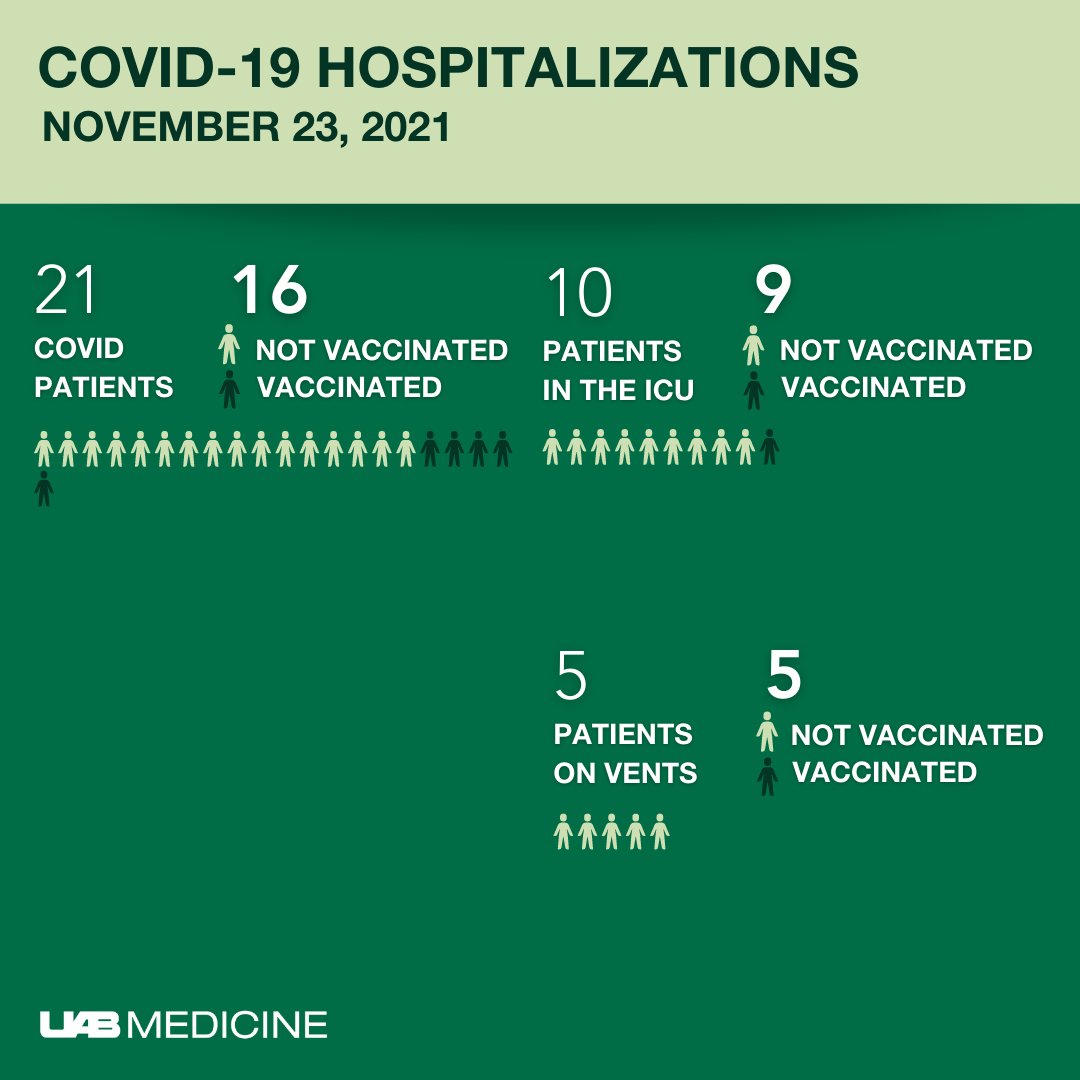 COVID-19 HOSPITALIZATIONS
NOVEMBER 23, 2021
21
COVID
PATIENTS
16
NOT VACCINATED
VACCINATED
10
PATIENTS
IN THE ICU
9
NOT VACCINATED
VACCINATED
5
PATIENTS
ON VENTS
5
NOT VACCINATED
VACCINATED
UAB MEDICINE